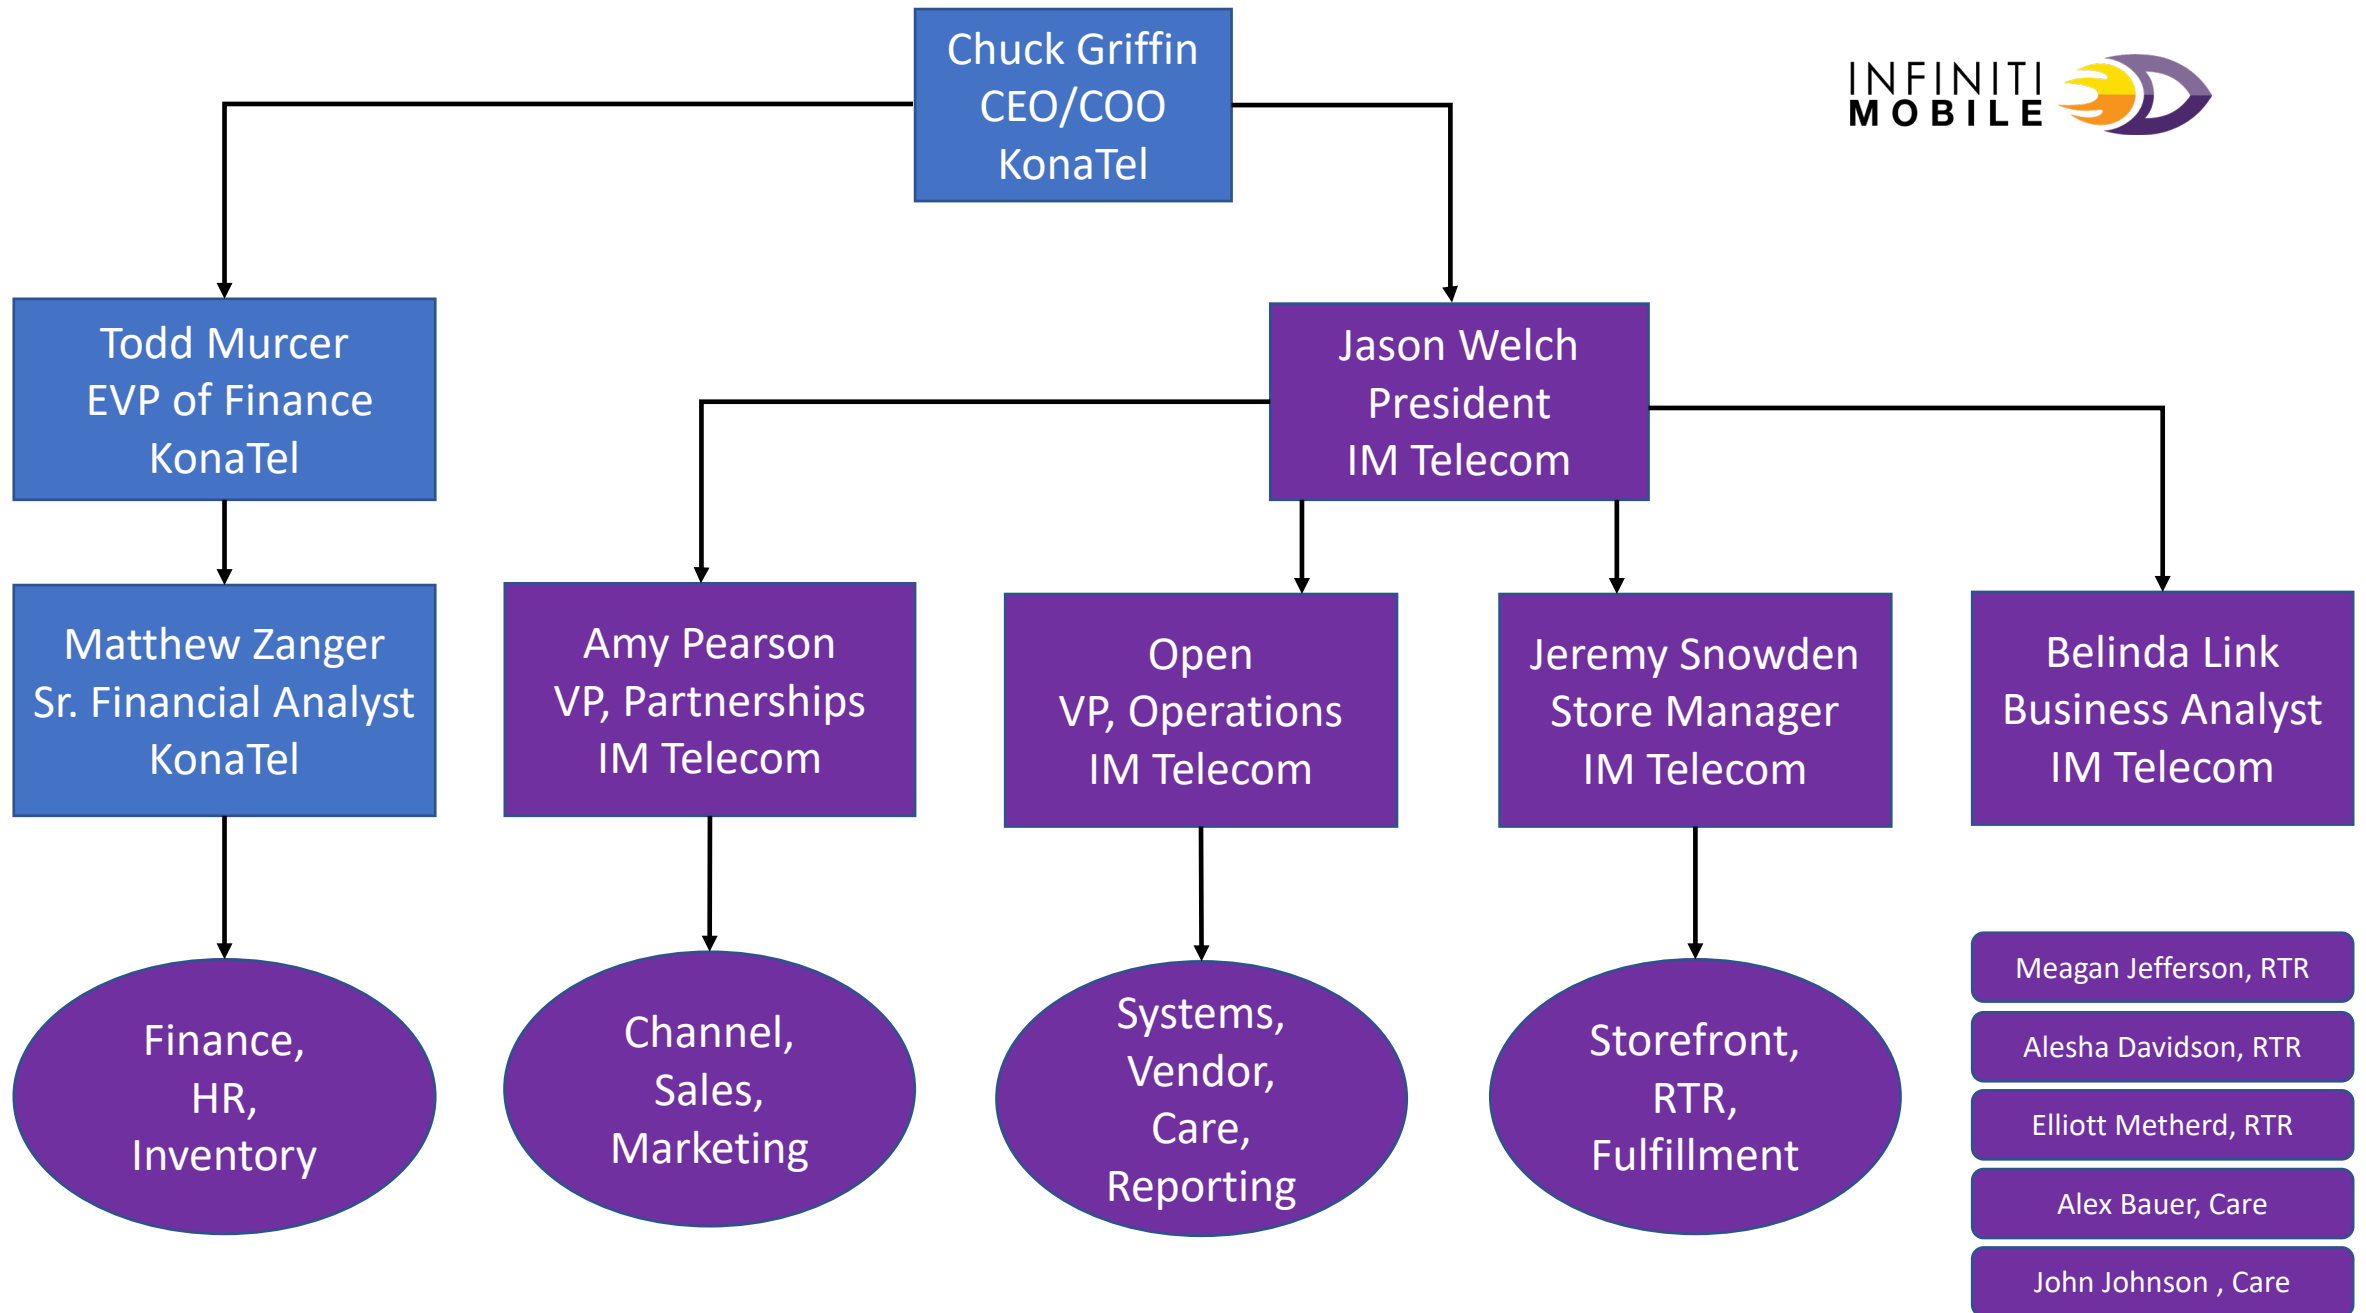 Chuck Griffin
CEO/COO
KonaTel
INFINITI
MOBILE
Todd Murcer
EVP of Finance
KonaTel
Jason Welch
President
IM Telecom
Matthew Zanger
Sr. Financial Analyst
KonaTel
Amy Pearson
VP, Partnerships
IM Telecom
Open
VP, Operations
IM Telecom
Jeremy Snowden
Store Manager
IM Telecom
Belinda Link
Business Analyst
IM Telecom
Finance,
HR,
Inventory
Channel,
Sales,
Marketing
Systems,
Vendor,
Care,
Reporting
Storefront,
RTR,
Fulfillment
Meagan Jefferson, RTR
Alesha Davidson, RTR
Elliott Metherd, RTR
Alex Bauer, Care
John Johnson , Care